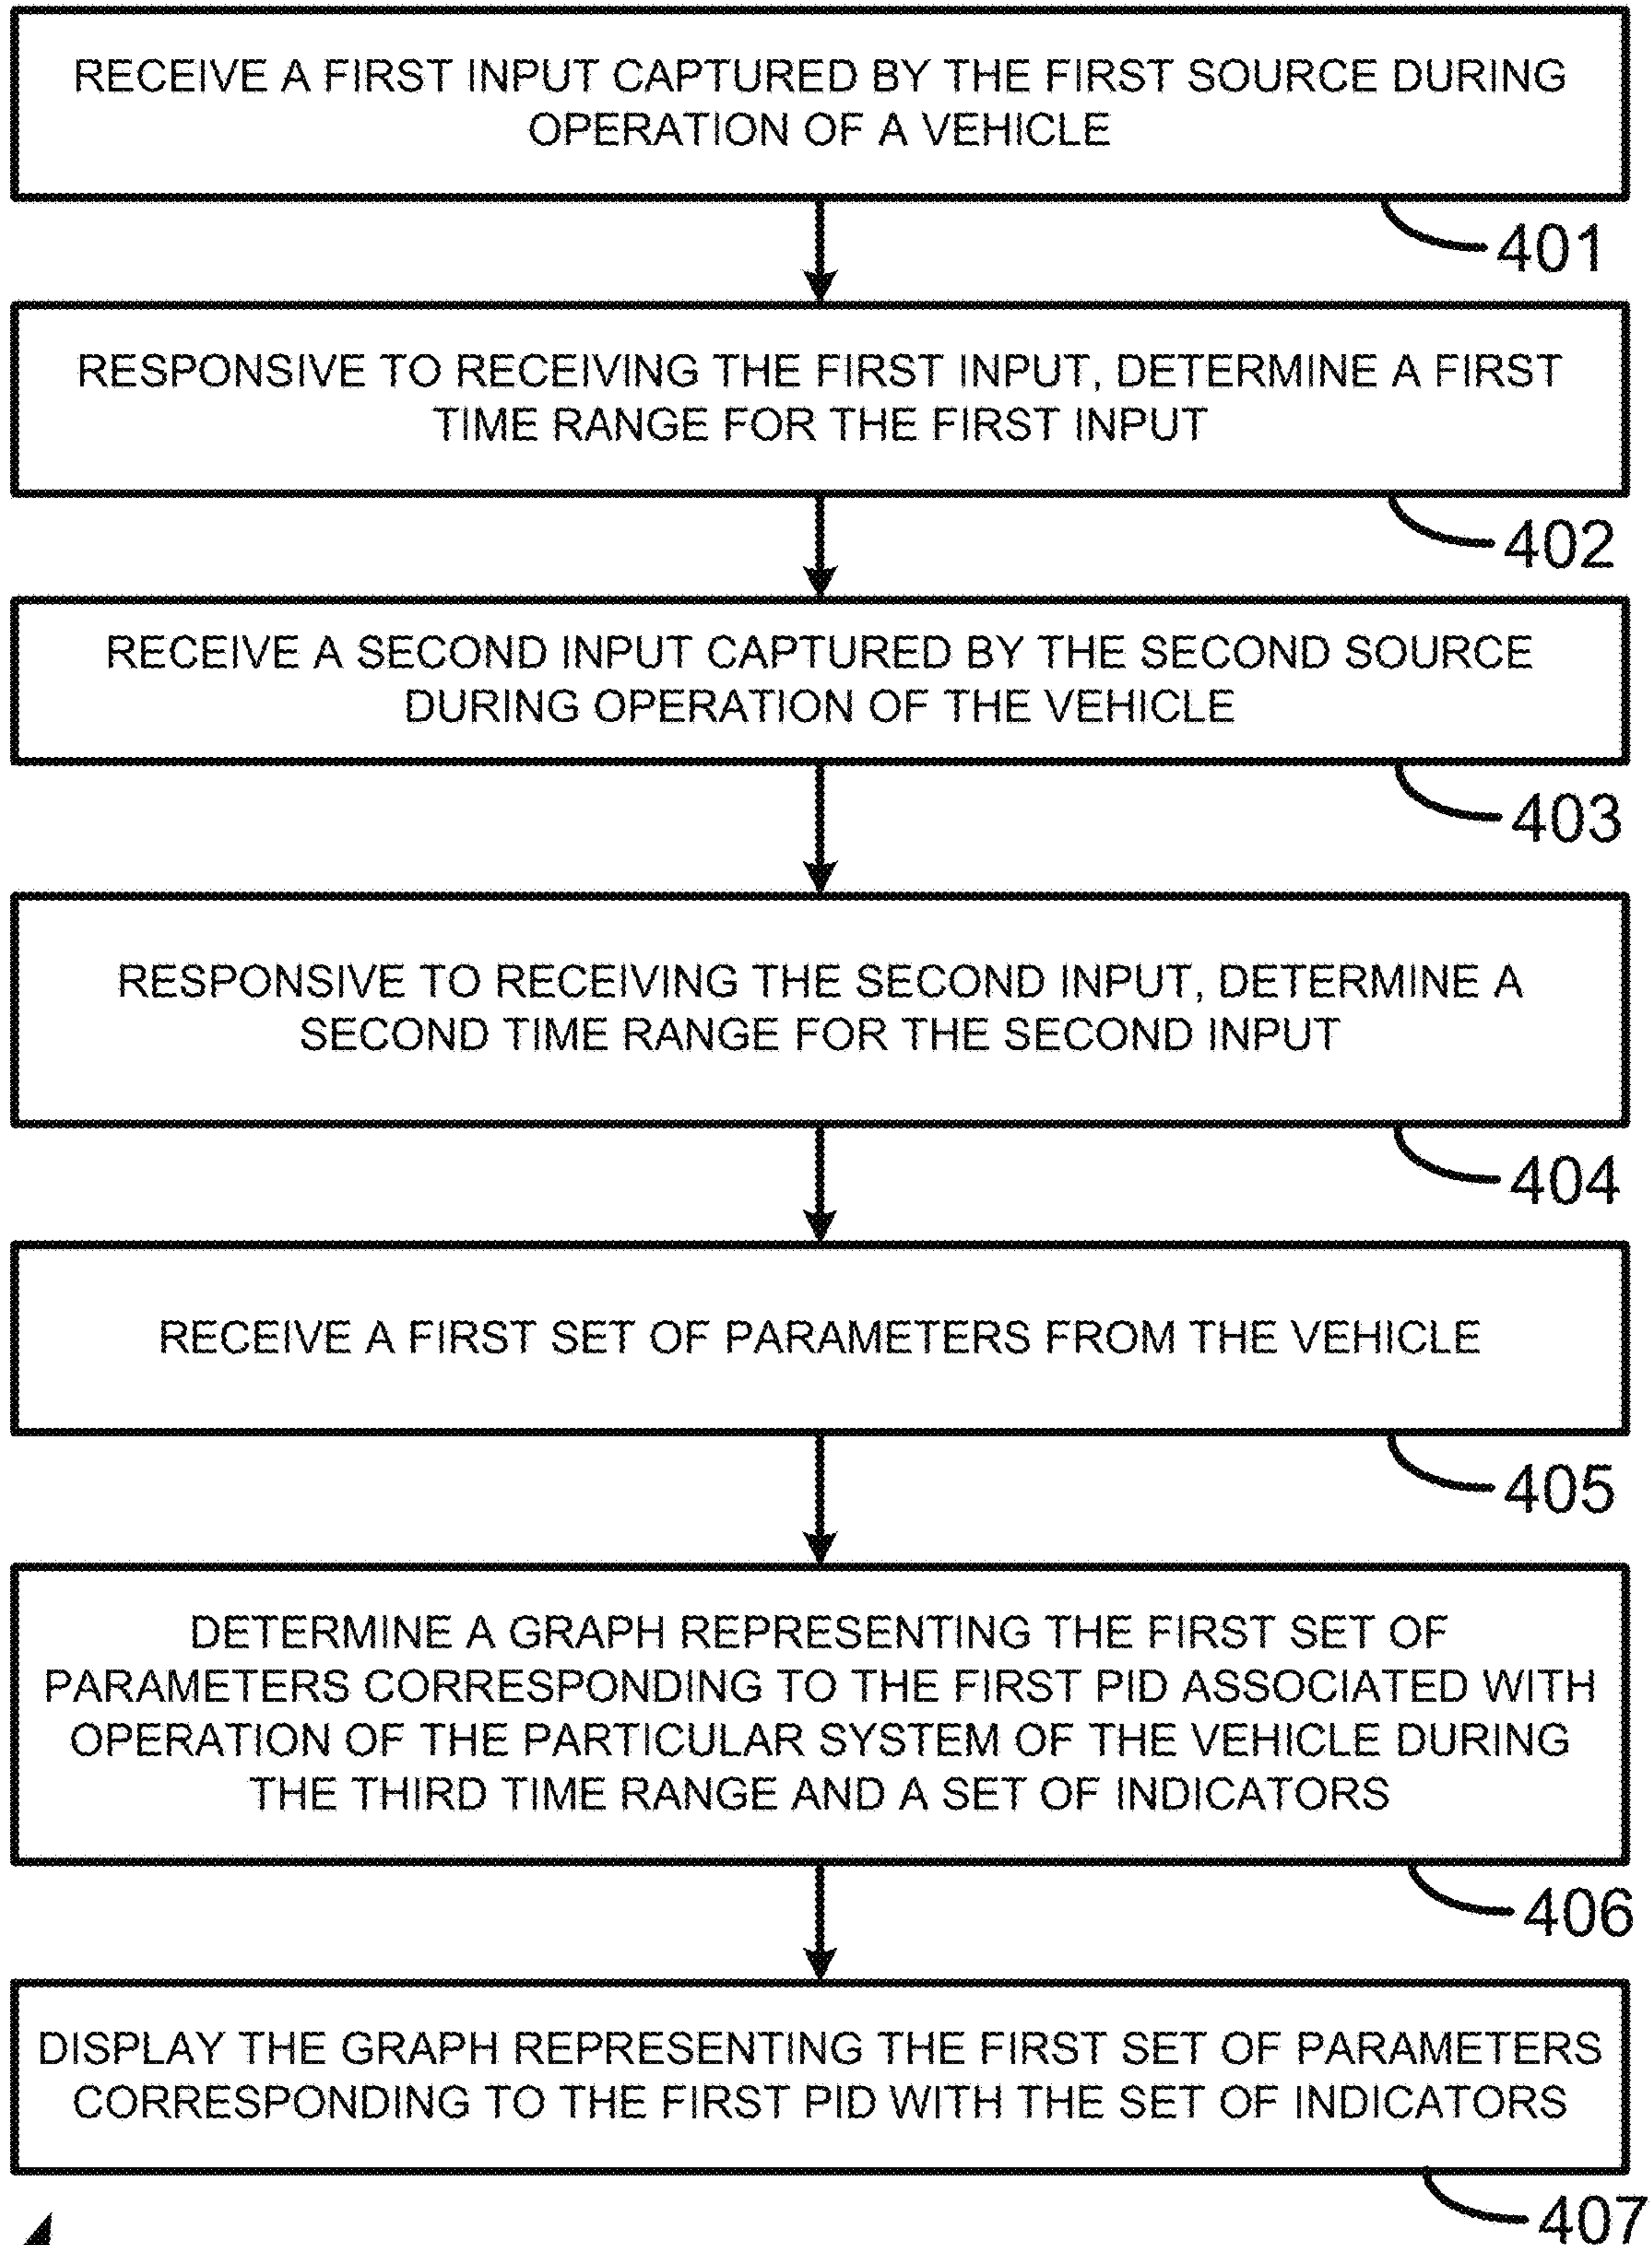 RECEIVE A FIRST INPUT CAPTURED BY THE FIRST SOURCE DURING
OPERATION OF A VEHICLE
401
RESPONSIVE TO RECEIVING THE FIRST INPUT, DETERMINE A FIRST
TIME RANGE FOR THE FIRST INPUT
402
RECEIVE A SECOND INPUT CAPTURED BY THE SECOND SOURCE
DURING OPERATION OF THE VEHICLE
403
RESPONSIVE TO RECEIVING THE SECOND INPUT, DETERMINE A
SECOND TIME RANGE FOR THE SECOND INPUT
404
RECEIVE A FIRST SET OF PARAMETERS FROM THE VEHICLE
405
DETERMINE A GRAPH REPRESENTING THE FIRST SET OF
PARAMETERS CORRESPONDING TO THE FIRST PID ASSOCIATED WITH
OPERATION OF THE PARTICULAR SYSTEM OF THE VEHICLE DURING
THE THIRD TIME RANGE AND A SET OF INDICATORS
406
DISPLAY THE GRAPH REPRESENTING THE FIRST SET OF PARAMETERS
CORRESPONDING TO THE FIRST PID WITH THE SET OF INDICATORS
407